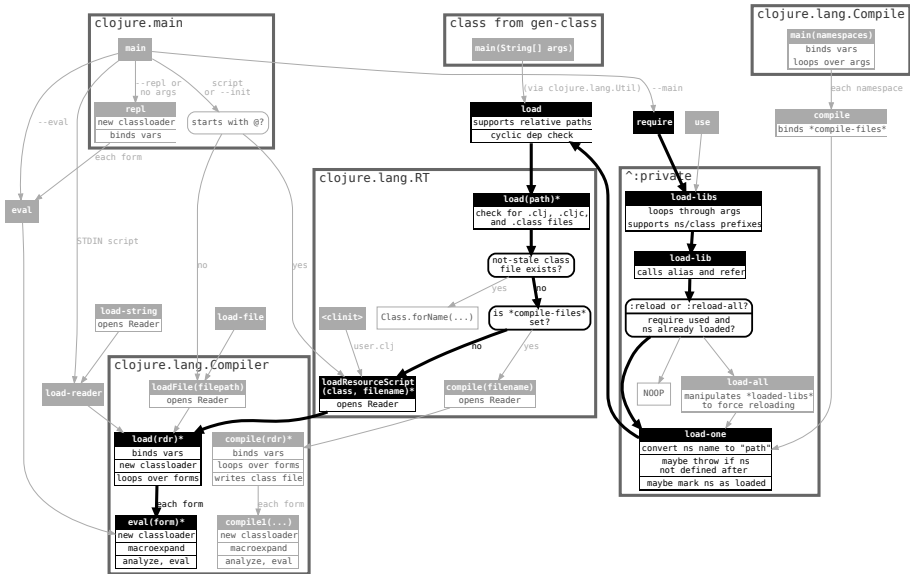 clojure.main
class from gen-class
clojure.lang.Compile
main
main(String[] args)
main(namespaces)
binds vars
loops over args
--repl or
no args
script
or --init
(via clojure.lang.Util)
--main
each namespace
repl
new classloader
binds vars
starts with @?
--eval
load
supports relative paths
cyclic dep check
require
use
compile
binds *compile-files*
each form
clojure.lang.RT
^:private
eval
load(path)*
check for .clj, .cljc,
and .class files
load-libs
loops through args
supports ns/class prefixes
STDIN script
no
yes
not-stale class
file exists?
load-lib
calls alias and refer
yes
no
load-string
opens Reader
load-file
<clinit>
Class.forName(...)
is *compile-files*
set?
:reload or :reload-all?
require used and
ns already loaded?
user.clj
no
yes
clojure.lang.Compiler
load-reader
loadFile(filepath)
opens Reader
loadResourceScript
(class, filename)*
opens Reader
compile(filename)
opens Reader
NOOP
load-all
manipulates *loaded-libs*
to force reloading
load(rdr)*
binds vars
new classloader
loops over forms
compile(rdr)*
binds vars
loops over forms
writes class file
load-one
convert ns name to "path"
maybe throw if ns
not defined after
maybe mark ns as loaded
each form
each form
eval(form)*
new classloader
macroexpand
analyze, eval
compile1(...)
new classloader
macroexpand
analyze, eval